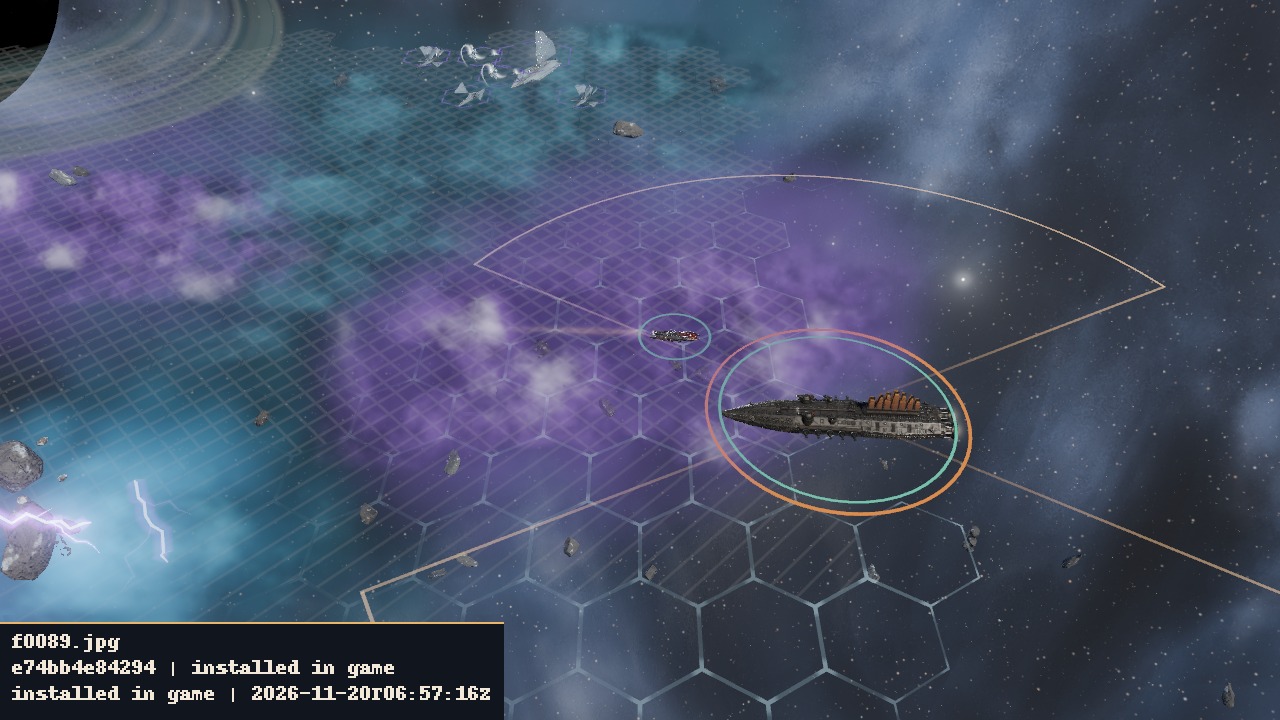 f0089.jpg
e74bb4e84294 | installed in game
installed in game | 2026-11-20T06:57:16Z